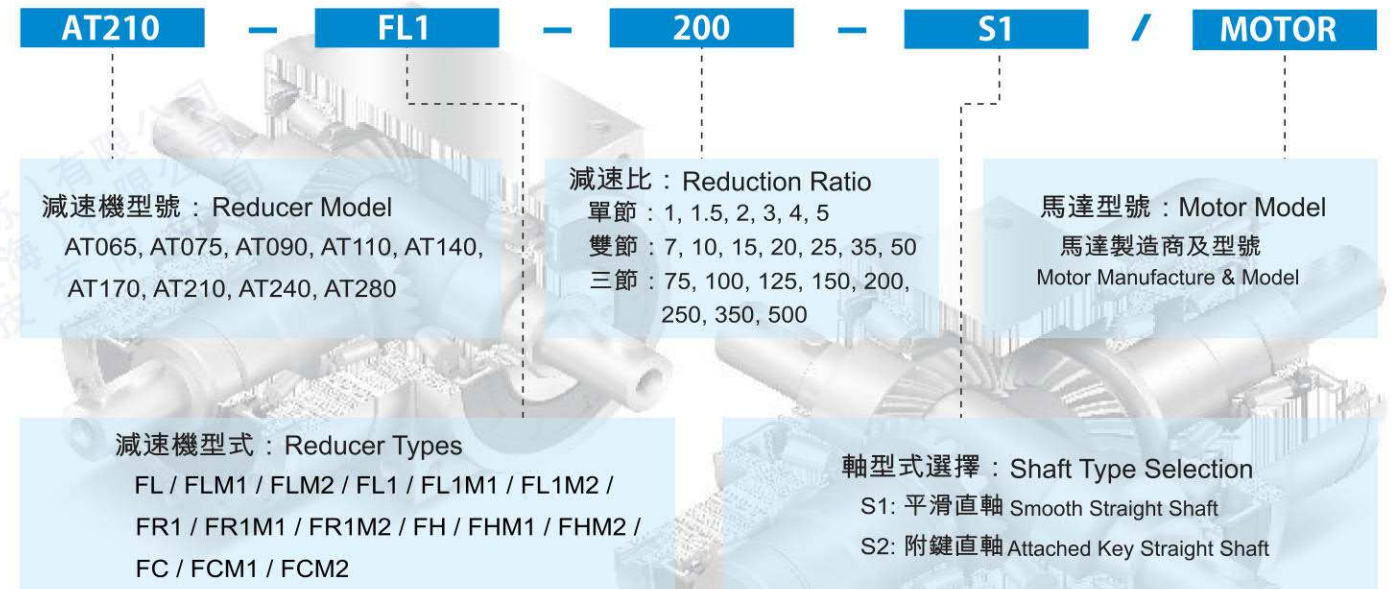 AT210 – FL1 – 200 – S1 / MOTOR
減速機型號：Reducer Model
AT065, AT075, AT090, AT110, AT140,
AT170, AT210, AT240, AT280
減速比：Reduction Ratio
單節：1, 1.5, 2, 3, 4, 5
雙節：7, 10, 15, 20, 25, 35, 50
三節：75, 100, 125, 150, 200,
250, 350, 500
馬達型號：Motor Model
馬達製造商及型號
Motor Manufacture & Model
減速機型式：Reducer Types
FL / FLM1 / FLM2 / FL1 / FL1M1 / FL1M2 /
FR1 / FR1M1 / FR1M2 / FH / FHM1 / FHM2 /
FC / FCM1 / FCM2
軸型式選擇：Shaft Type Selection
S1: 平滑直軸 Smooth Straight Shaft
S2: 附鍵直軸 Attached Key Straight Shaft